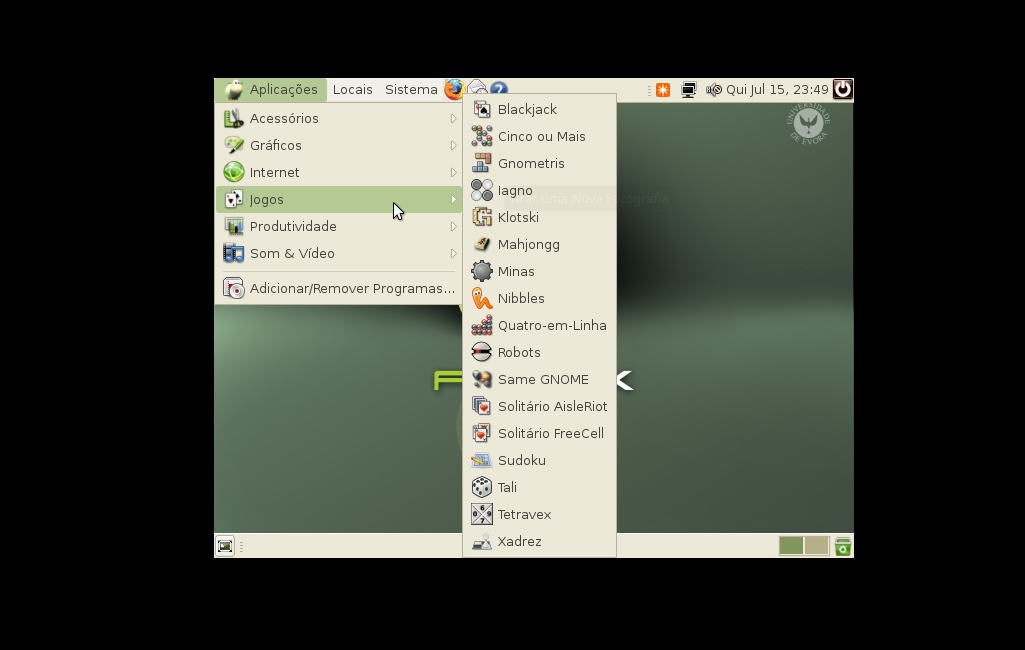 Aplicações Locais Sistema Qui Jul 15, 23:49
UNIVERSIDADE DE ÉVORA
Acessórios
Gráficos
Internet
Jogos
Produtividade
Som & Vídeo
Adicionar/Remover Programas...
Blackjack
Cinco ou Mais
Gnometris
Iagno
uma Nova Fotografia
Klotski
Mahjongg
Minas
Nibbles
Quatro-em-Linha
Robots
Same GNOME
Solitário AisleRiot
Solitário FreeCell
Sudoku
Tali
Tetravex
Xadrez